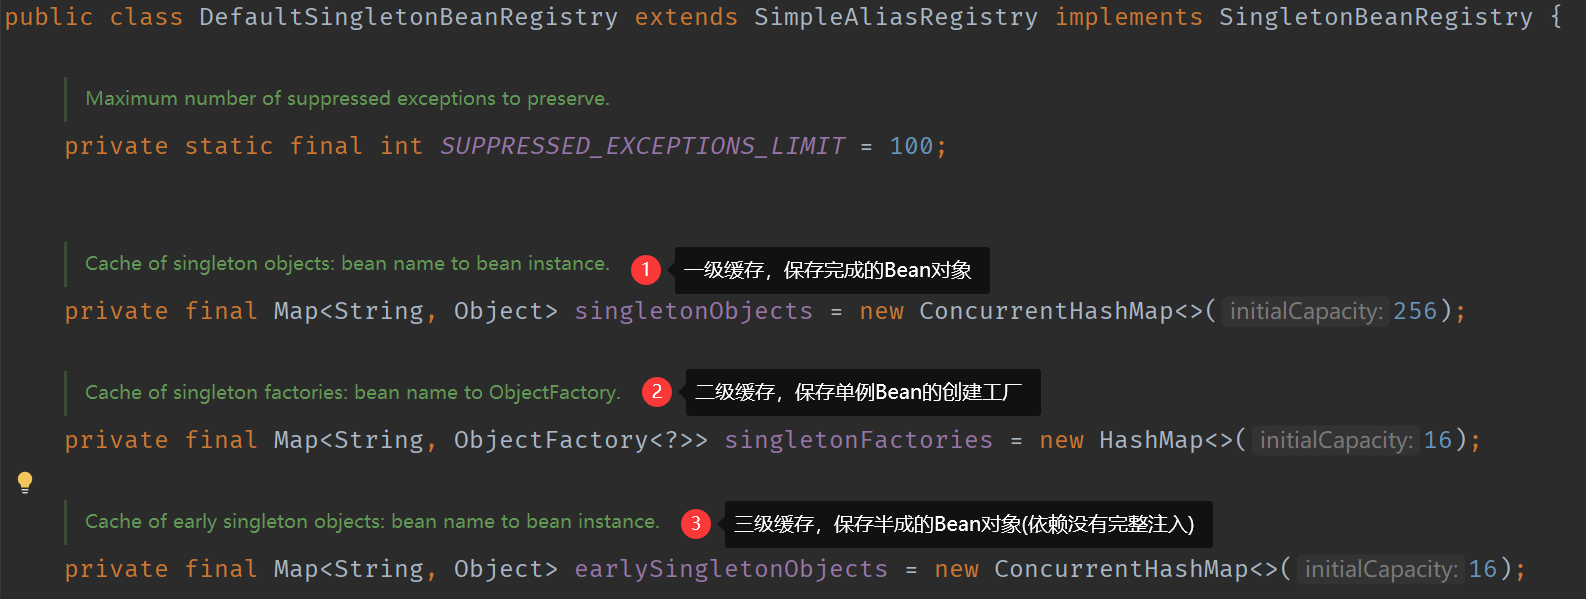 public class DefaultSingletonBeanRegistry extends SimpleAliasRegistry implements SingletonBeanRegistry {
Maximum number of suppressed exceptions to preserve.
private static final int SUPPRESSED_EXCEPTIONS_LIMIT = 100;
Cache of singleton objects: bean name to bean instance. 1 一级缓存，保存完成的Bean对象
private final Map<String, Object> singletonObjects = new ConcurrentHashMap<>( initialCapacity: 256);
Cache of singleton factories: bean name to ObjectFactory. 2 二级缓存，保存单例Bean的创建工厂
private final Map<String, ObjectFactory<?>> singletonFactories = new HashMap<>( initialCapacity: 16);
Cache of early singleton objects: bean name to bean instance. 3 三级缓存，保存半成的Bean对象(依赖没有完整注入)
private final Map<String, Object> earlySingletonObjects = new ConcurrentHashMap<>( initialCapacity: 16);